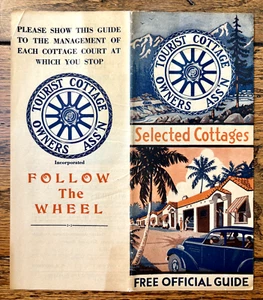 PLEASE SHOW THIS GUIDE
TO THE MANAGEMENT OF
EACH COTTAGE COURT AT
WHICH YOU STOP
TOURIST COTTAGE
OWNERS ASS'N
Incorporated
FOLLOW
The
WHEEL
TOURIST COTTAGE
OWNERS ASS'N
Selected Cottages
FREE OFFICIAL GUIDE